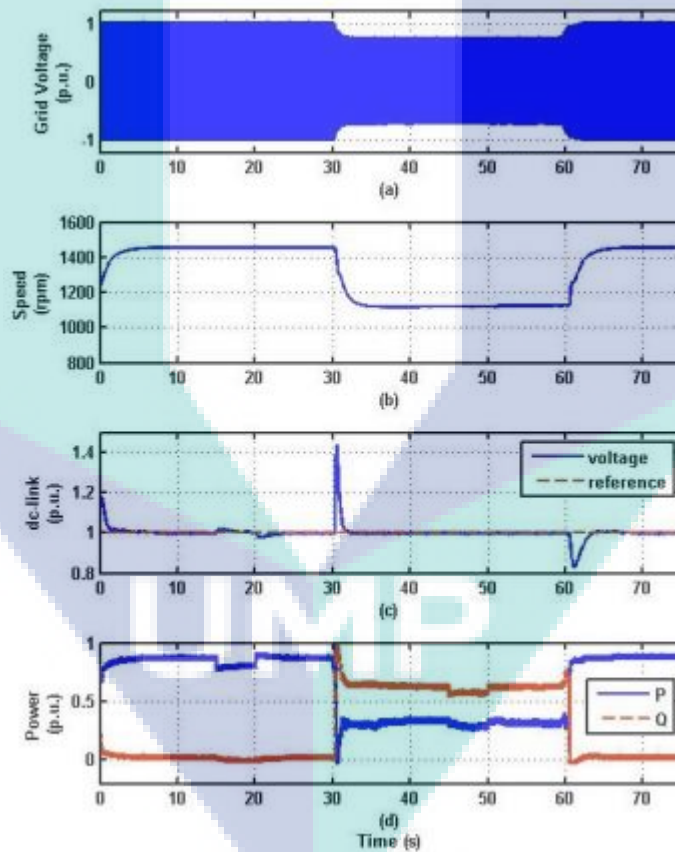 Grid Voltage
(p.u.)
1
0
-1
0 10 20 30 40 50 60 70
(a)
Speed
(rpm)
1600
1400
1200
1000
800
0 10 20 30 40 50 60 70
(b)
dc-link
(p.u.)
1.4
1.2
1
0.8
voltage
reference
0 10 20 30 40 50 60 70
(c)
UMP
Power
(p.u.)
1
0.5
0
P
Q
0 10 20 30 40 50 60 70
(d)
Time (s)